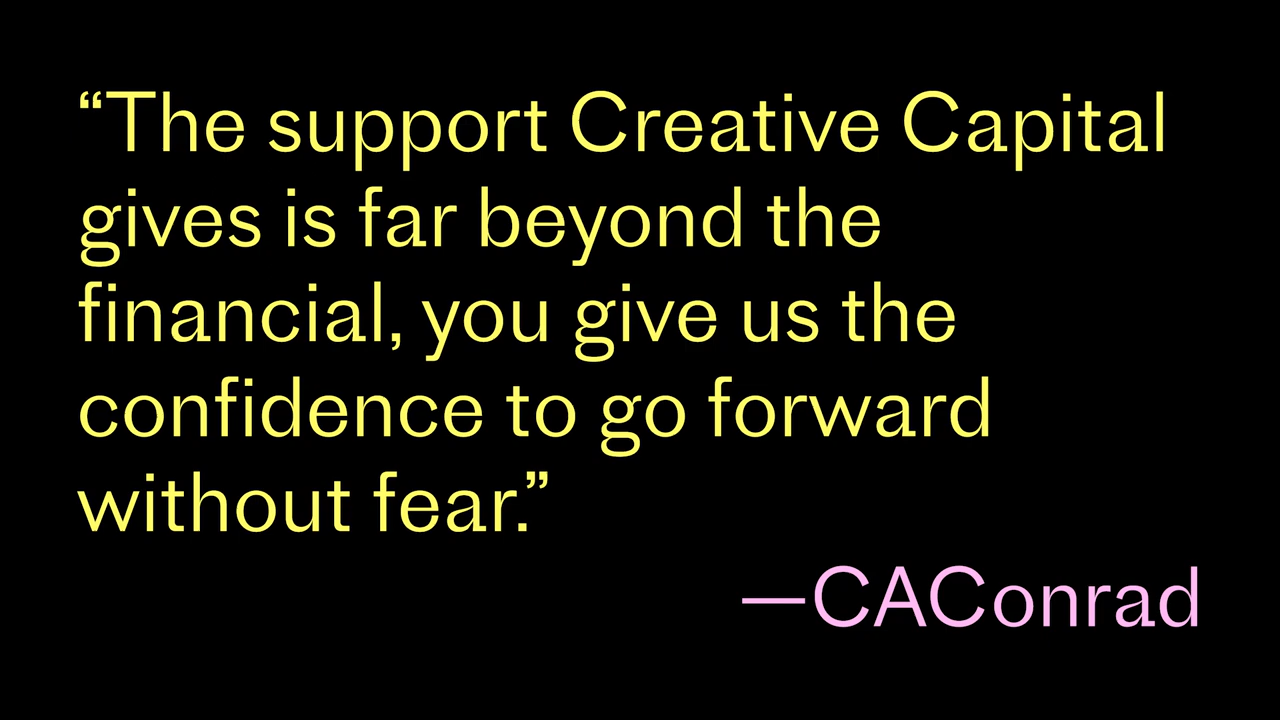 “The support Creative Capital
gives is far beyond the
financial, you give us the
confidence to go forward
without fear.”
—CAConrad